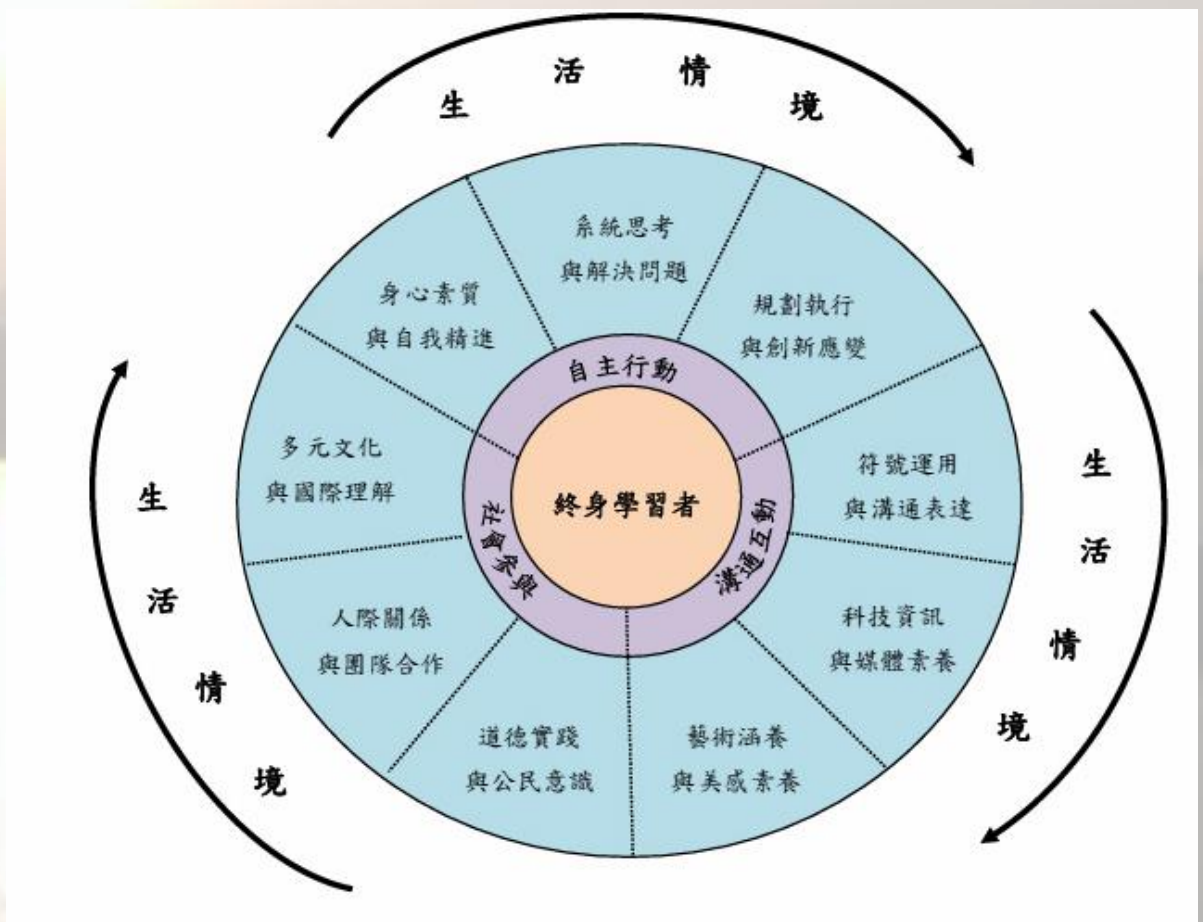 生活情境
系統思考
與解決問題
身心素質
與自我精進
規劃執行
與創新應變
自主行動
多元文化
與國際理解
符號運用
與溝通表達
終身學習者
社會參與
溝通互動
生活情境
生活情境
人際關係
與團隊合作
科技資訊
與媒體素養
道德實踐
與公民意識
藝術涵養
與美感素養